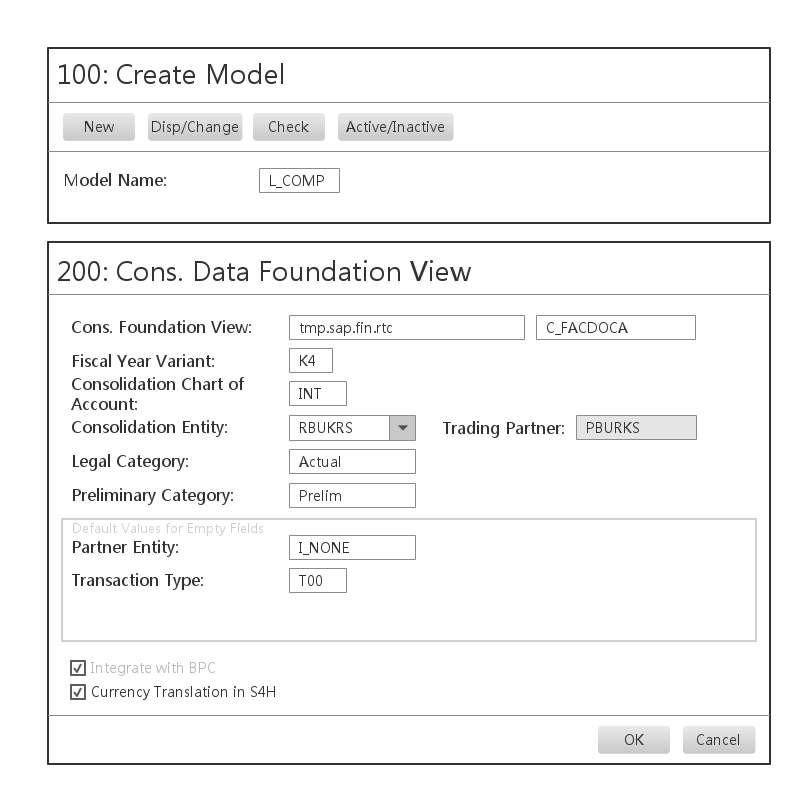 100: Create Model
New Disp/Change Check Active/Inactive
Model Name: L_COMP
200: Cons. Data Foundation View
Cons. Foundation View: tmp.sap.fin.rtc C_FACDOCA
Fiscal Year Variant: K4
Consolidation Chart of
Account: INT
Consolidation Entity: RBUKRS Trading Partner: PBURKS
Legal Category: Actual
Preliminary Category: Prelim
Default Values for Empty Fields
Partner Entity: I_NONE
Transaction Type: T00
Integrate with BPC
Currency Translation in S4H
OK Cancel